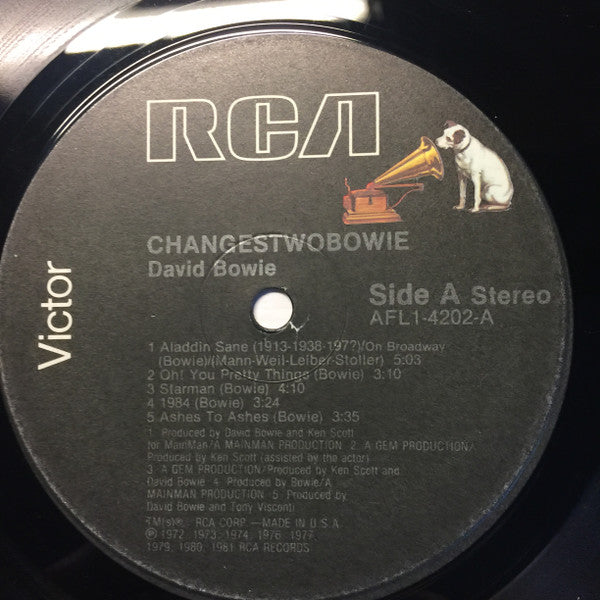 RCA
Victor
CHANGESTWOBOWIE
David Bowie
Side A Stereo
AFL1-4202-A
1 Aladdin Sane (1913-1938-197?)/On Broadway
(Bowie)/(Mann-Weil-Leiber-Stoller) 5:03
2 Oh! You Pretty Things (Bowie) 3:10
3 Starman (Bowie) 4:10
4 1984 (Bowie) 3:24
5 Ashes To Ashes (Bowie) 3:35
1 Produced by David Bowie and Ken Scott
for MainMan/A MAINMAN PRODUCTION 2 A GEM PRODUCTION/
Produced by Ken Scott (assisted by the actor)
3 A GEM PRODUCTION/Produced by Ken Scott and
David Bowie 4 Produced by Bowie/A
MAINMAN PRODUCTION 5 Produced by
David Bowie and Tony Visconti
TM(s)® RCA CORP.—MADE IN U.S.A.
℗ 1972, 1973, 1974, 1976, 1977,
1979, 1980, 1981 RCA RECORDS